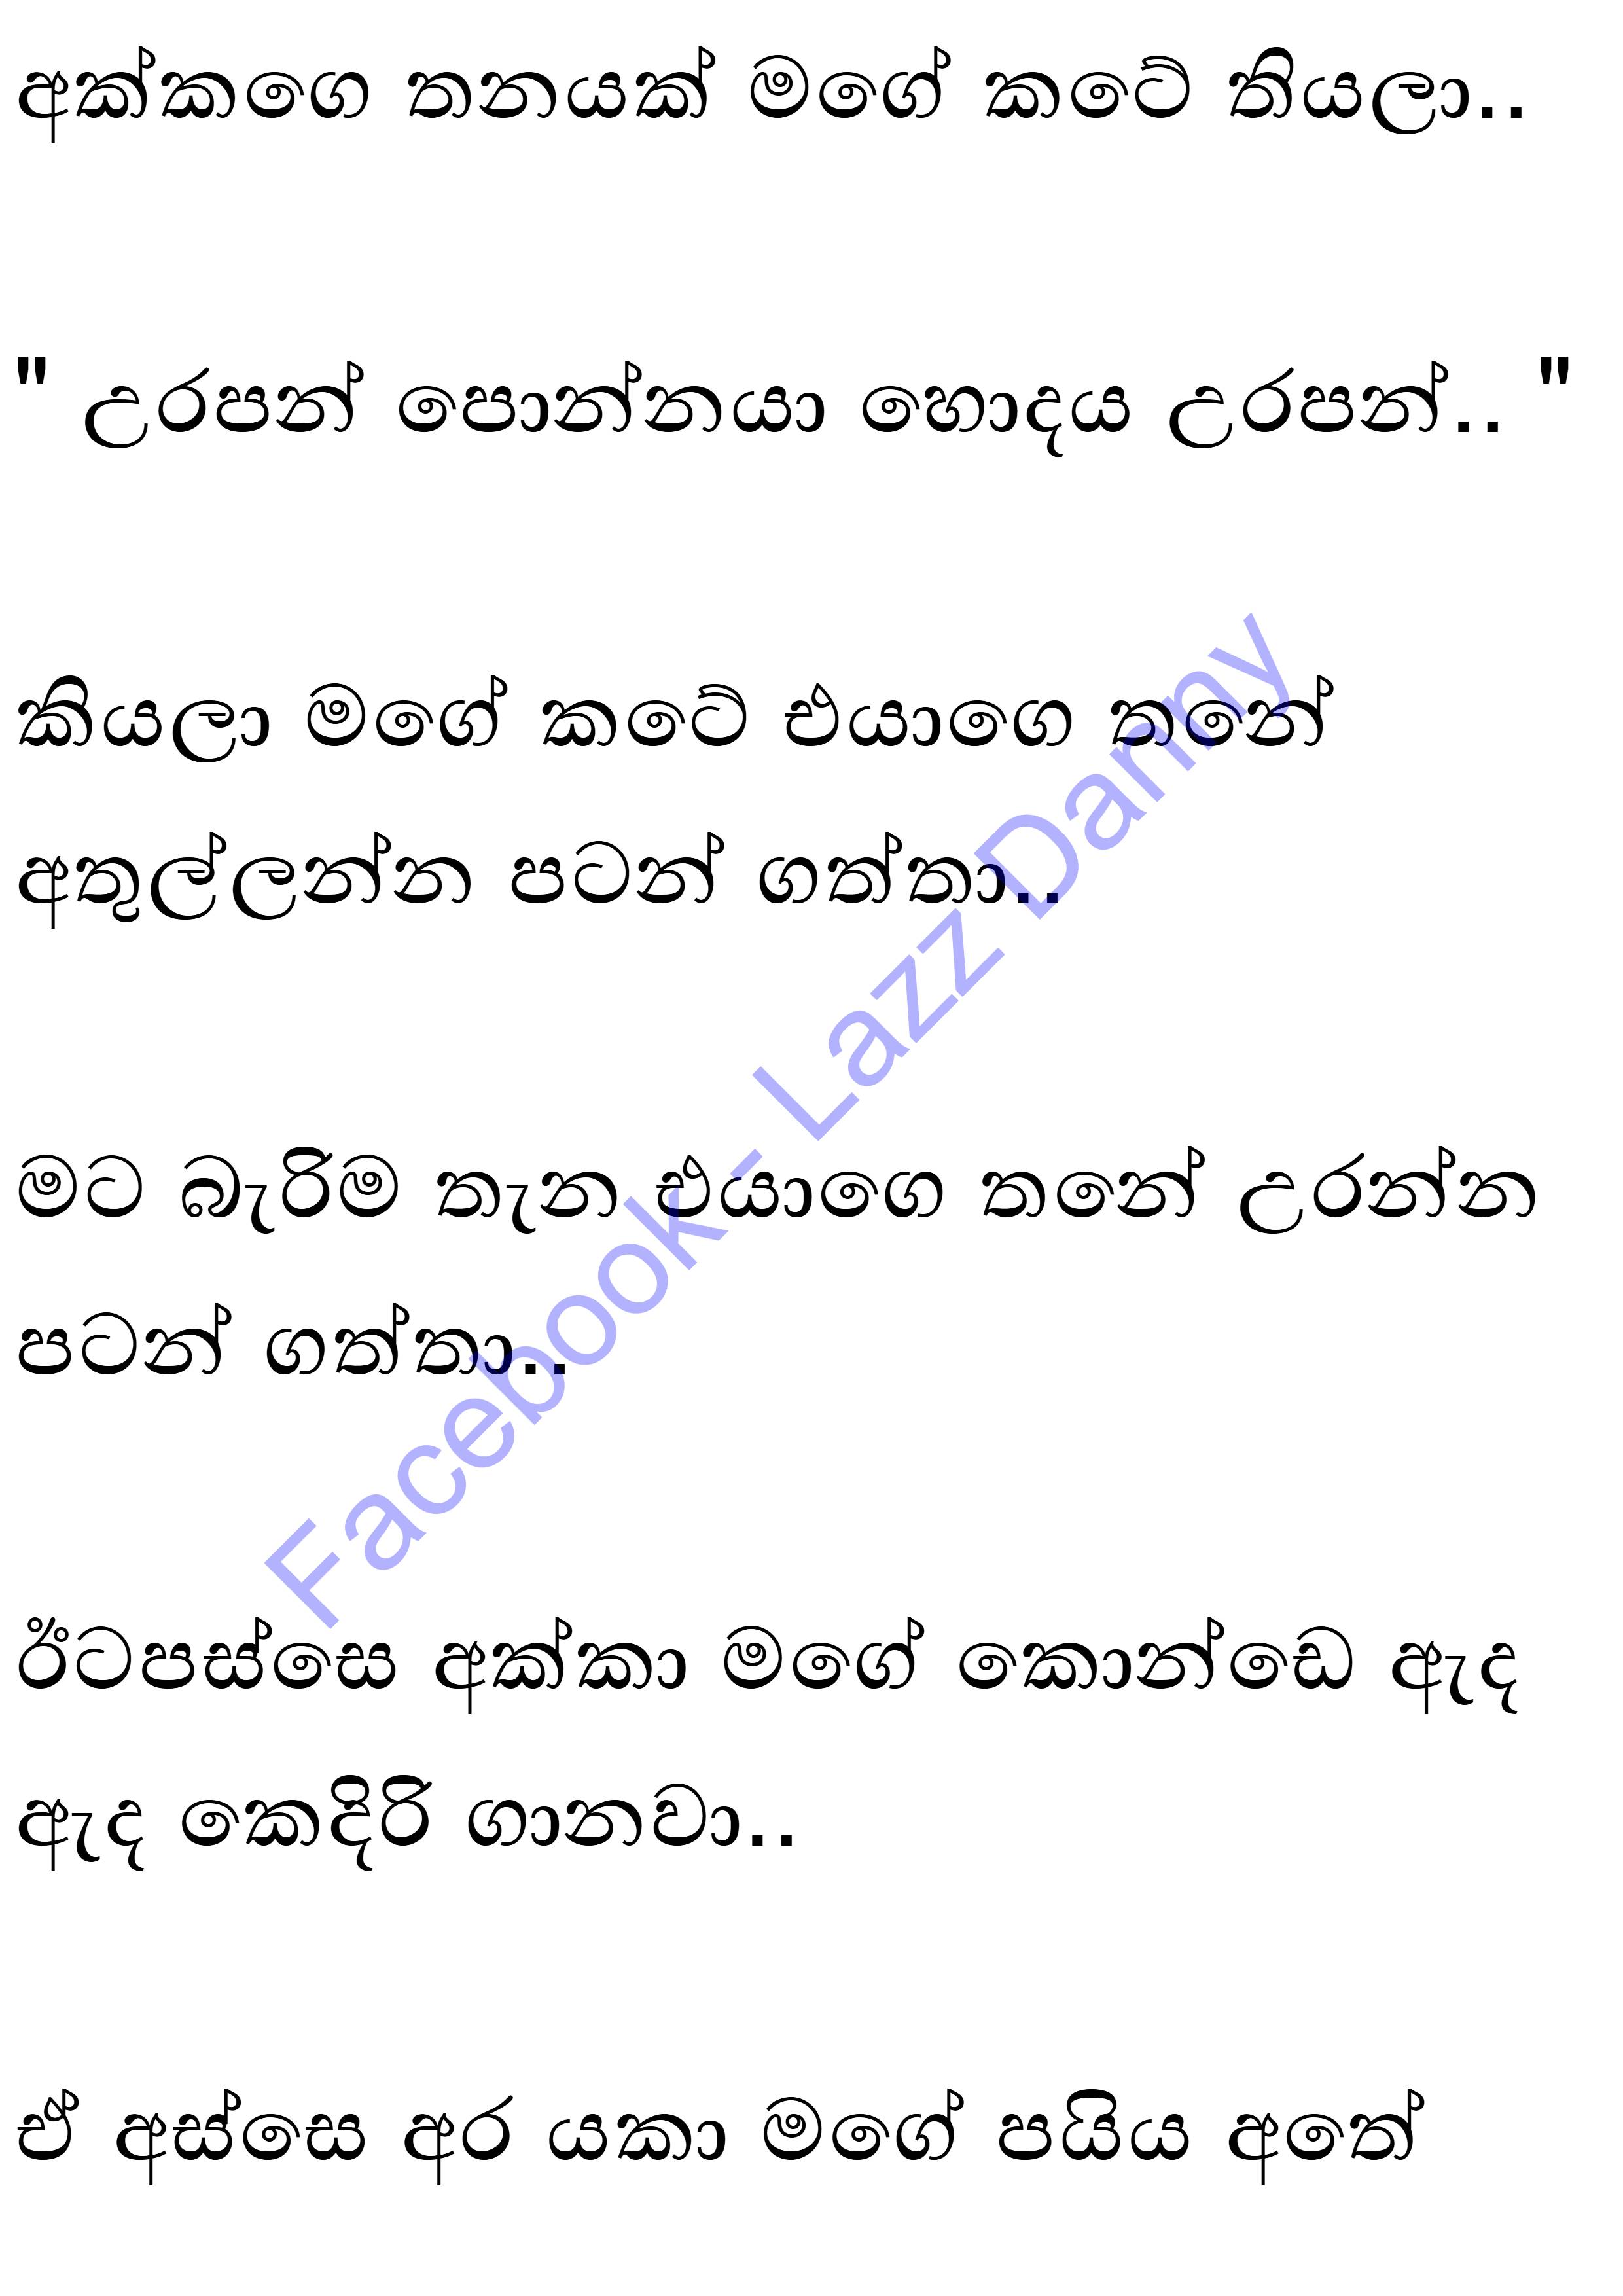 අක්කගෙ තනයක් මගේ කටේ තියලා..
" උරපන් පොන්නයා හොදය උරපන්.. "
කියලා මගේ කටේ එයාගෙ තනේ
අතුල්ලන්න පටන් ගත්තා..
මට බැරිම තැන එයාගෙ තනේ උරන්න
පටන් ගත්තා..
ඊටපස්සෙ අක්කා මගේ කොන්ඩෙ ඇද
ඇද කෙදිරි ගානවා..
ඒ අස්සෙ අර යකා මගේ පයිය අතේ
Facebook- Lazz Danny